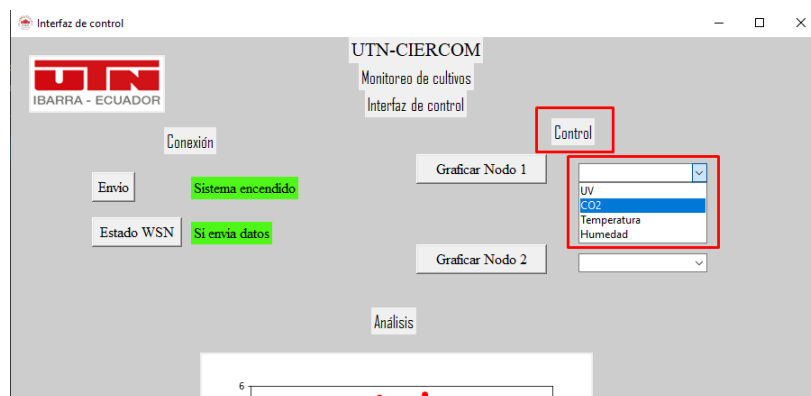 Interfaz de control
UTN
IBARRA - ECUADOR
UTN-CIERCOM
Monitoreo de cultivos
Interfaz de control
Conexión
Control
Envio
Sistema encendido
Estado WSN
Sí envia datos
Graficar Nodo 1
UV
CO2
Temperatura
Humedad
Graficar Nodo 2
Análisis
6